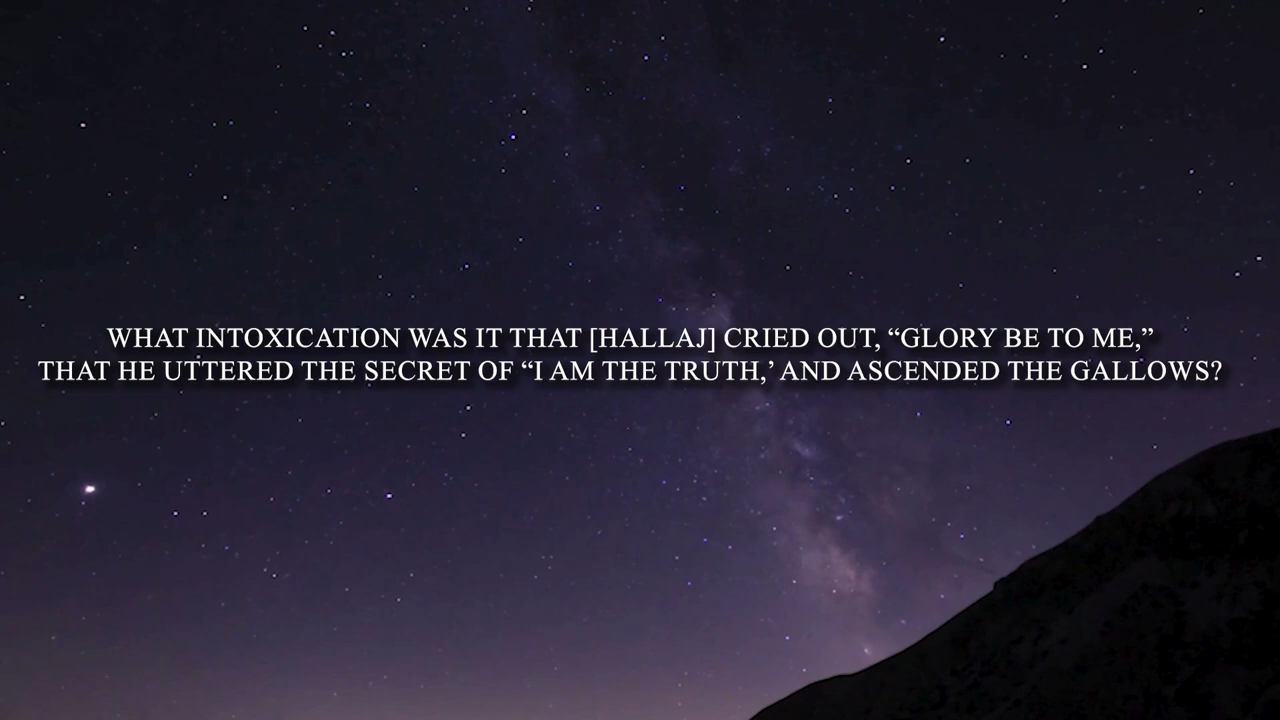 WHAT INTOXICATION WAS IT THAT [HALLAJ] CRIED OUT, “GLORY BE TO ME,”
THAT HE UTTERED THE SECRET OF “I AM THE TRUTH,’ AND ASCENDED THE GALLOWS?